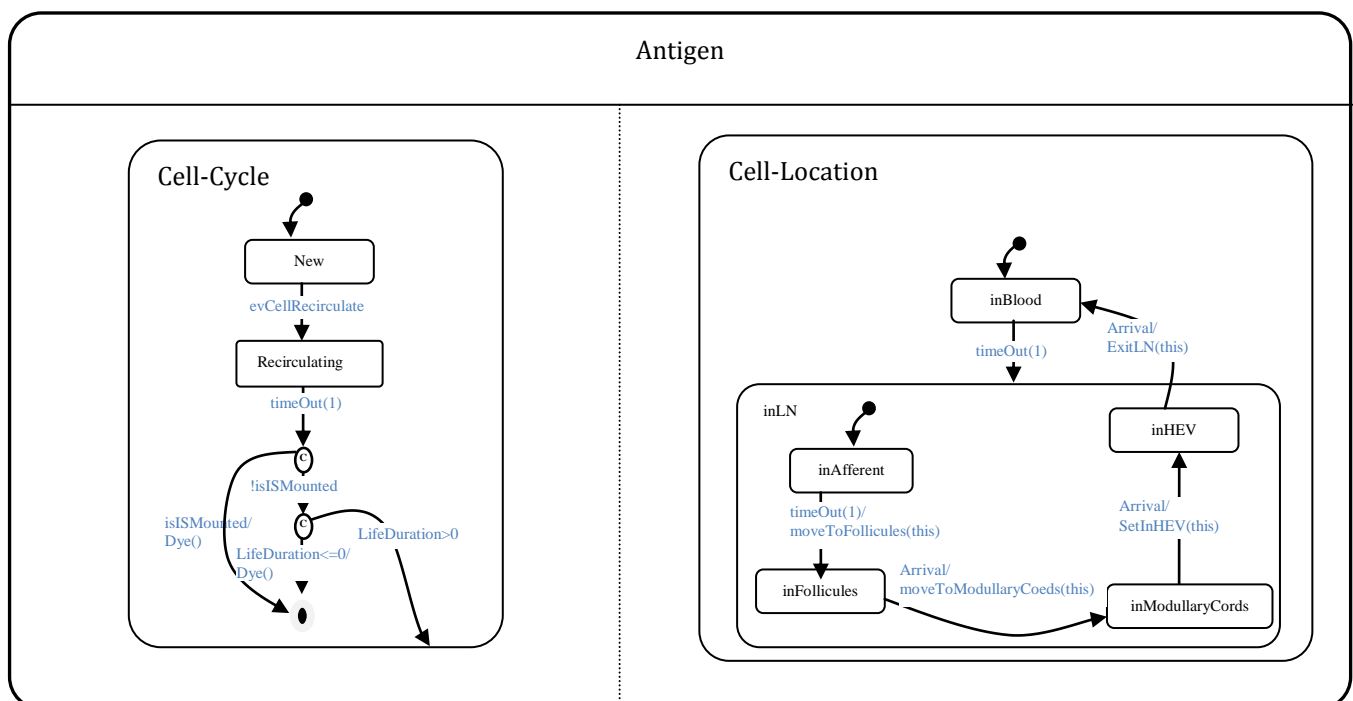 Antigen
Cell-Cycle
New
evCellRecirculate
Recirculating
timeOut(1)
C
!isISMounted
C
isISMounted/
Dye()
LifeDuration<=0/
Dye()
LifeDuration>0
Cell-Location
inBlood
timeOut(1)
Arrival/
ExitLN(this)
inLN
inAfferent
timeOut(1)/
moveToFollicules(this)
inFollicules
Arrival/
moveToModullaryCoeds(this)
inModullaryCords
Arrival/
SetInHEV(this)
inHEV